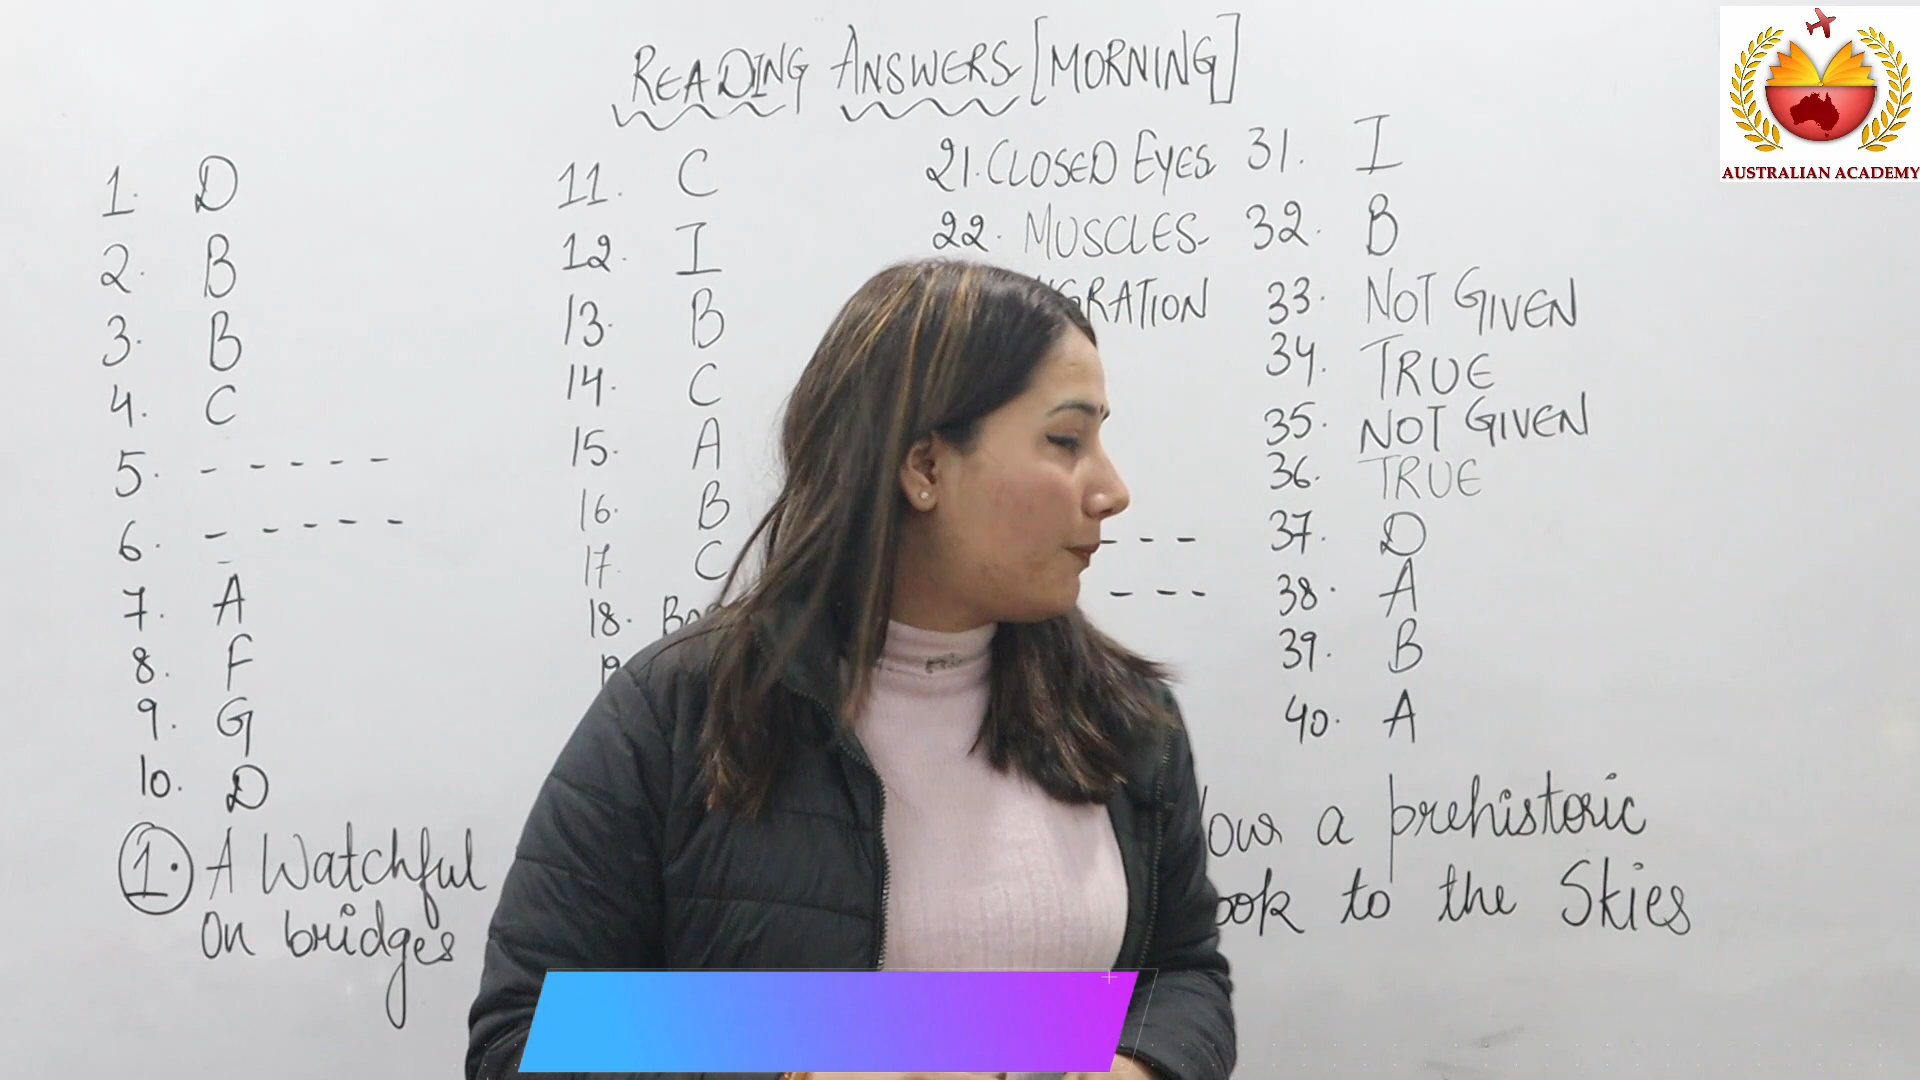 READING ANSWERS [MORNING]
1. D
2. B
3. B
4. C
5. - - - - -
6. - - - - -
7. A
8. F
9. G
10. D
11. C
12. I
13. B
14. C
15. A
16. B
17. C
18.
21. CLOSED EYES
22. MUSCLES
31. I
32. B
33. NOT GIVEN
34. TRUE
35. NOT GIVEN
36. TRUE
37. D
38. A
39. B
40. A
1. A Watchful
On bridges
a prehistoric
to the Skies
AUSTRALIAN ACADEMY